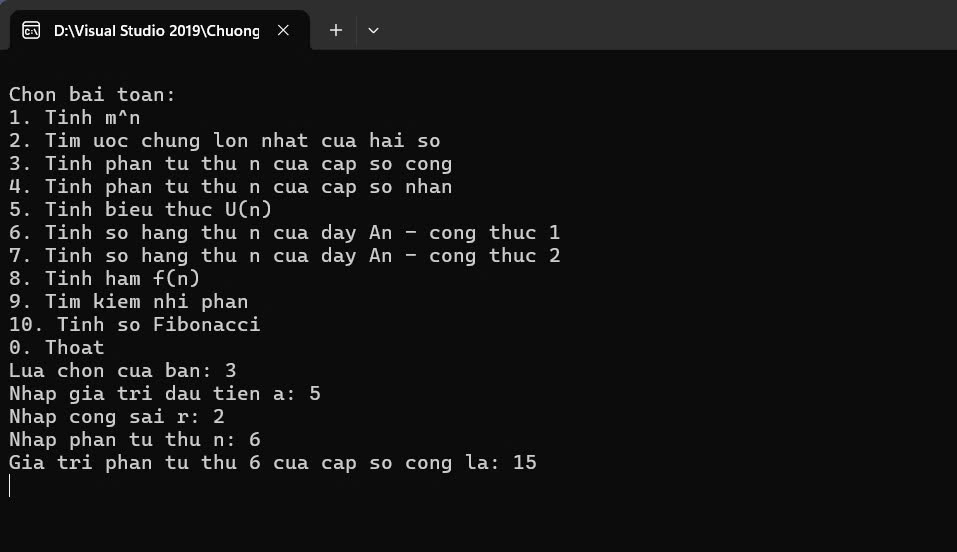 D:\Visual Studio 2019\Chuong
Chon bai toan:
1. Tinh m^n
2. Tim uoc chung lon nhat cua hai so
3. Tinh phan tu thu n cua cap so cong
4. Tinh phan tu thu n cua cap so nhan
5. Tinh bieu thuc U(n)
6. Tinh so hang thu n cua day An - cong thuc 1
7. Tinh so hang thu n cua day An - cong thuc 2
8. Tinh ham f(n)
9. Tim kiem nhi phan
10. Tinh so Fibonacci
0. Thoat
Lua chon cua ban: 3
Nhap gia tri dau tien a: 5
Nhap cong sai r: 2
Nhap phan tu thu n: 6
Gia tri phan tu thu 6 cua cap so cong la: 15